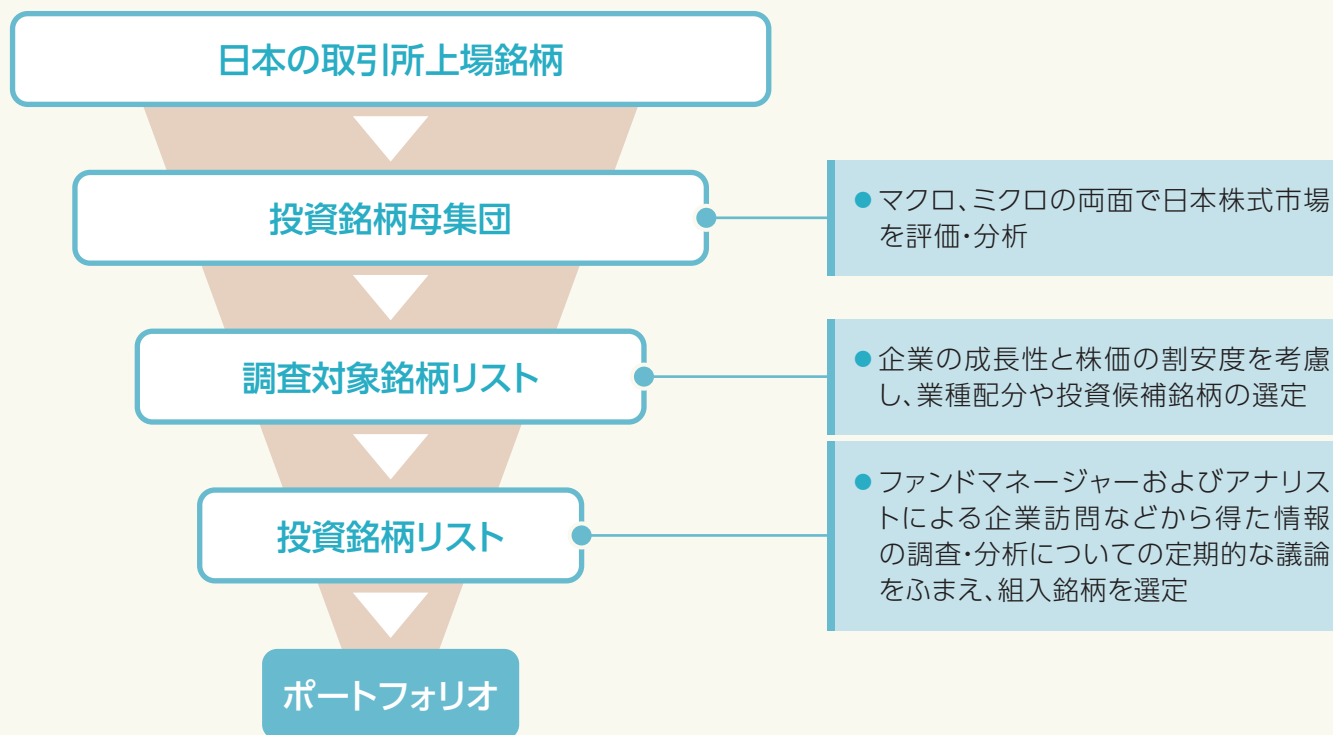 日本の取引所上場銘柄
投資銘柄母集団
●マクロ、ミクロの両面で日本株式市場
を評価・分析
調査対象銘柄リスト
●企業の成長性と株価の割安度を考慮
し、業種配分や投資候補銘柄の選定
投資銘柄リスト
●ファンドマネージャーおよびアナリス
トによる企業訪問などから得た情報
の調査・分析についての定期的な議論
をふまえ、組入銘柄を選定
ポートフォリオ